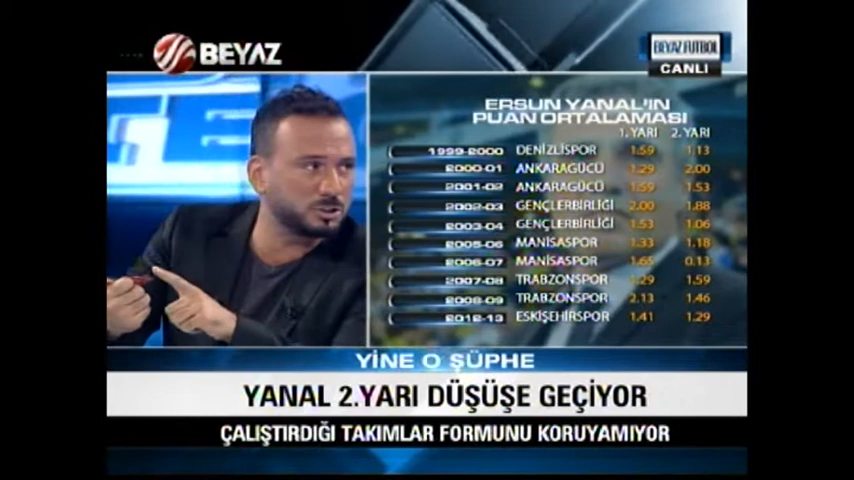 BEYAZ
BEYAZ FUTBOL
CANLI
GE
ERSUN YANAL'IN
PUAN ORTALAMASI
1.YARI 2.YARI
1999-2000 DENİZLİSPOR 1.59 1.13
2000-01 ANKARAGÜCÜ 1.29 2.00
2001-02 ANKARAGÜCÜ 1.59 1.53
2002-03 GENÇLERBİRLİĞİ 2.00 1.88
2003-04 GENÇLERBİRLİĞİ 1.53 1.06
2005-06 MANİSASPOR 1.33 1.18
2006-07 MANİSASPOR 1.65 0.13
2007-08 TRABZONSPOR 1.29 1.59
2008-09 TRABZONSPOR 2.13 1.46
2012-13 ESKİŞEHİRSPOR 1.41 1.29
YİNE O ŞÜPHE
YANAL 2.YARI DÜŞÜŞE GEÇİYOR
ÇALIŞTIRDIĞI TAKIMLAR FORMUNU KORUYAMIYOR